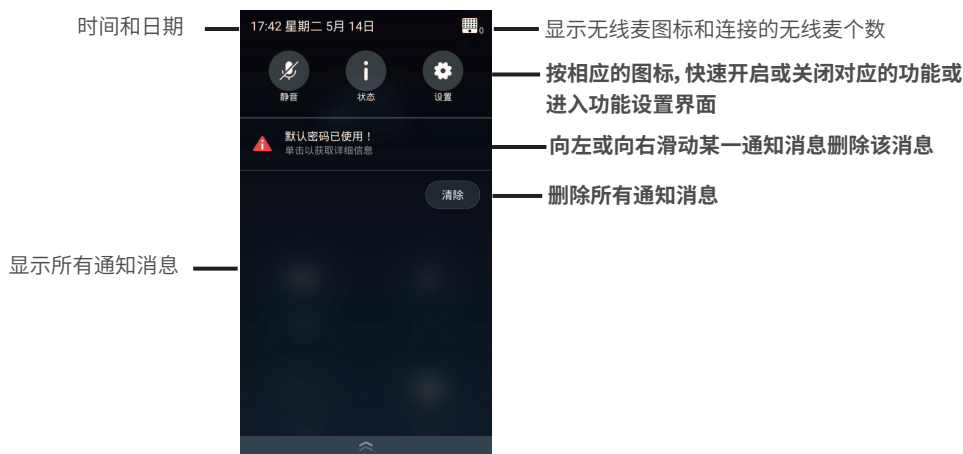 时间和日期
17:42 星期二 5月 14日
0
显示无线麦图标和连接的无线麦个数
静音
状态
设置
按相应的图标, 快速开启或关闭对应的功能或
进入功能设置界面
默认密码已使用！
单击以获取详细信息
向左或向右滑动某一通知消息删除该消息
清除
删除所有通知消息
显示所有通知消息